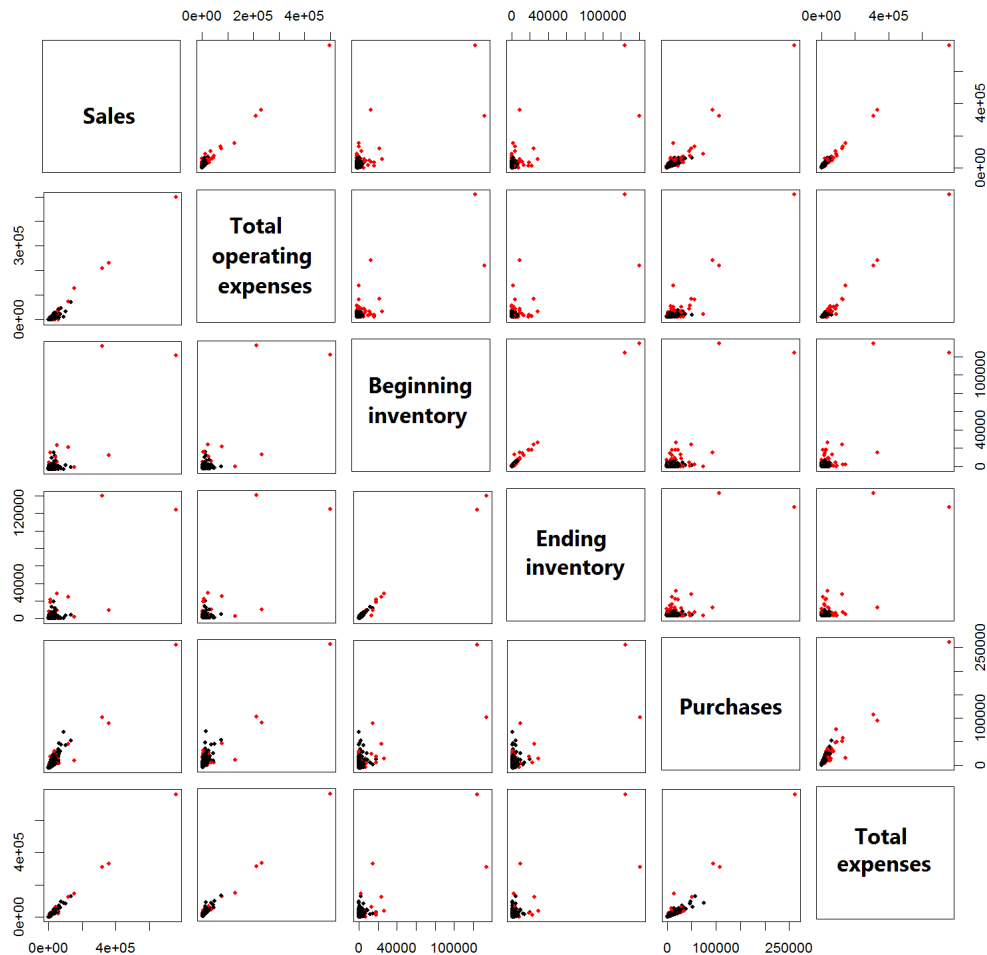 0e+00 2e+05 4e+05 0 40000 100000 0e+00 4e+05
Sales
0e+00 4e+05
Total
operating
expenses
0e+00 3e+05
Beginning
inventory
0 40000 100000
Ending
inventory
0 40000 120000
Purchases
0 100000 250000
Total
expenses
0e+00 4e+05
0e+00 4e+05 0 40000 100000 0 100000 250000